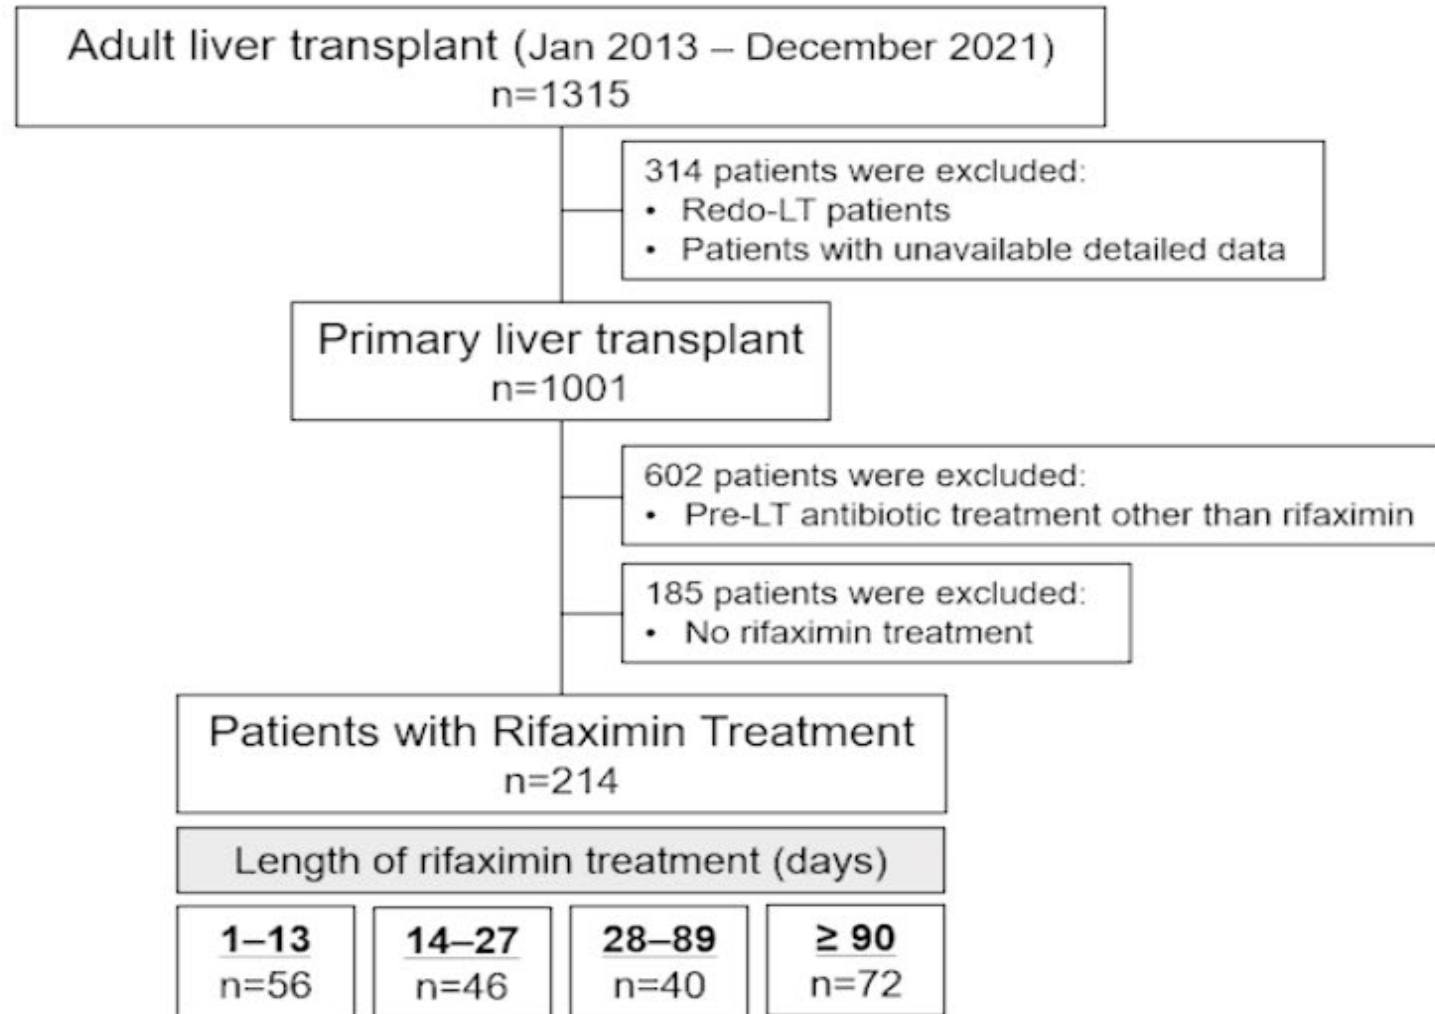 Adult liver transplant (Jan 2013 – December 2021)
n=1315
314 patients were excluded:
• Redo-LT patients
• Patients with unavailable detailed data
Primary liver transplant
n=1001
602 patients were excluded:
• Pre-LT antibiotic treatment other than rifaximin
185 patients were excluded:
• No rifaximin treatment
Patients with Rifaximin Treatment
n=214
Length of rifaximin treatment (days)
1–13
n=56
14–27
n=46
28–89
n=40
≥ 90
n=72